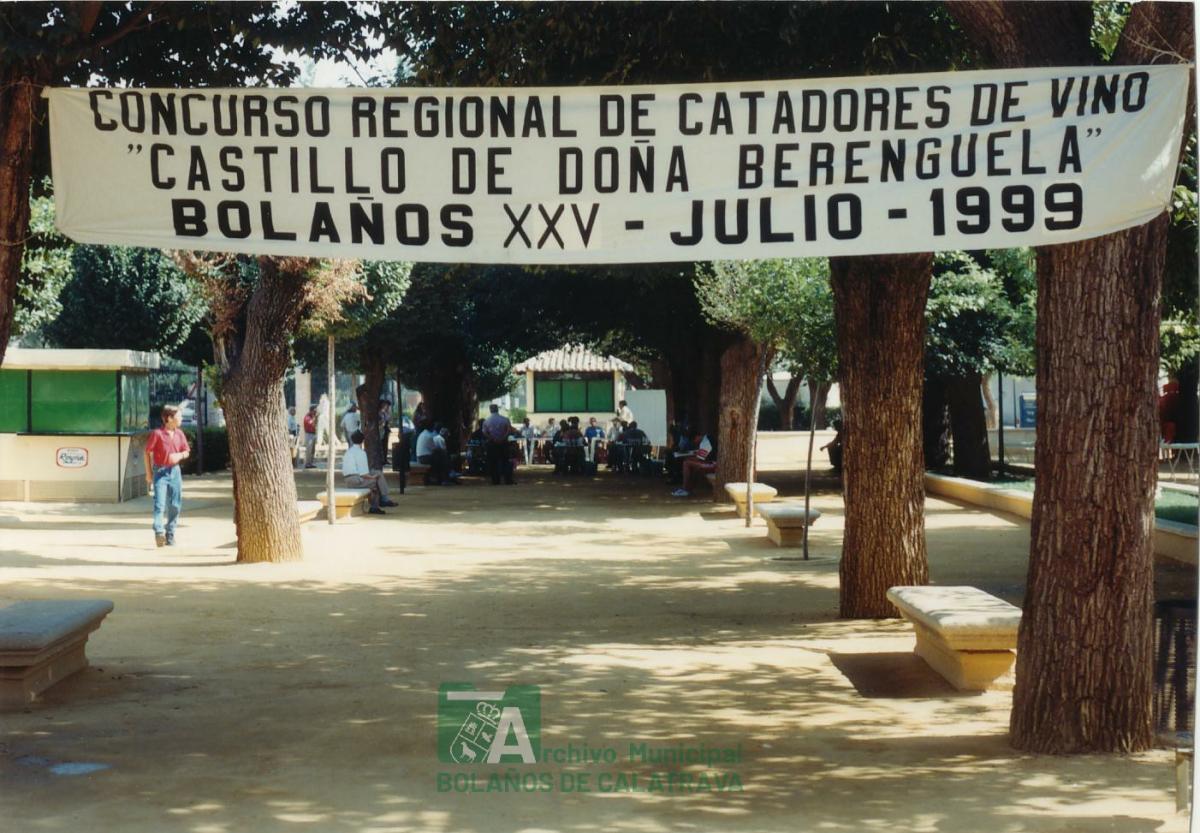 CONCURSO REGIONAL DE CATADORES DE VINO
"CASTILLO DE DOÑA BERENGUELA"
BOLAÑOS XXV - JULIO - 1999
Archivo Municipal
BOLAÑOS DE CALATRAVA